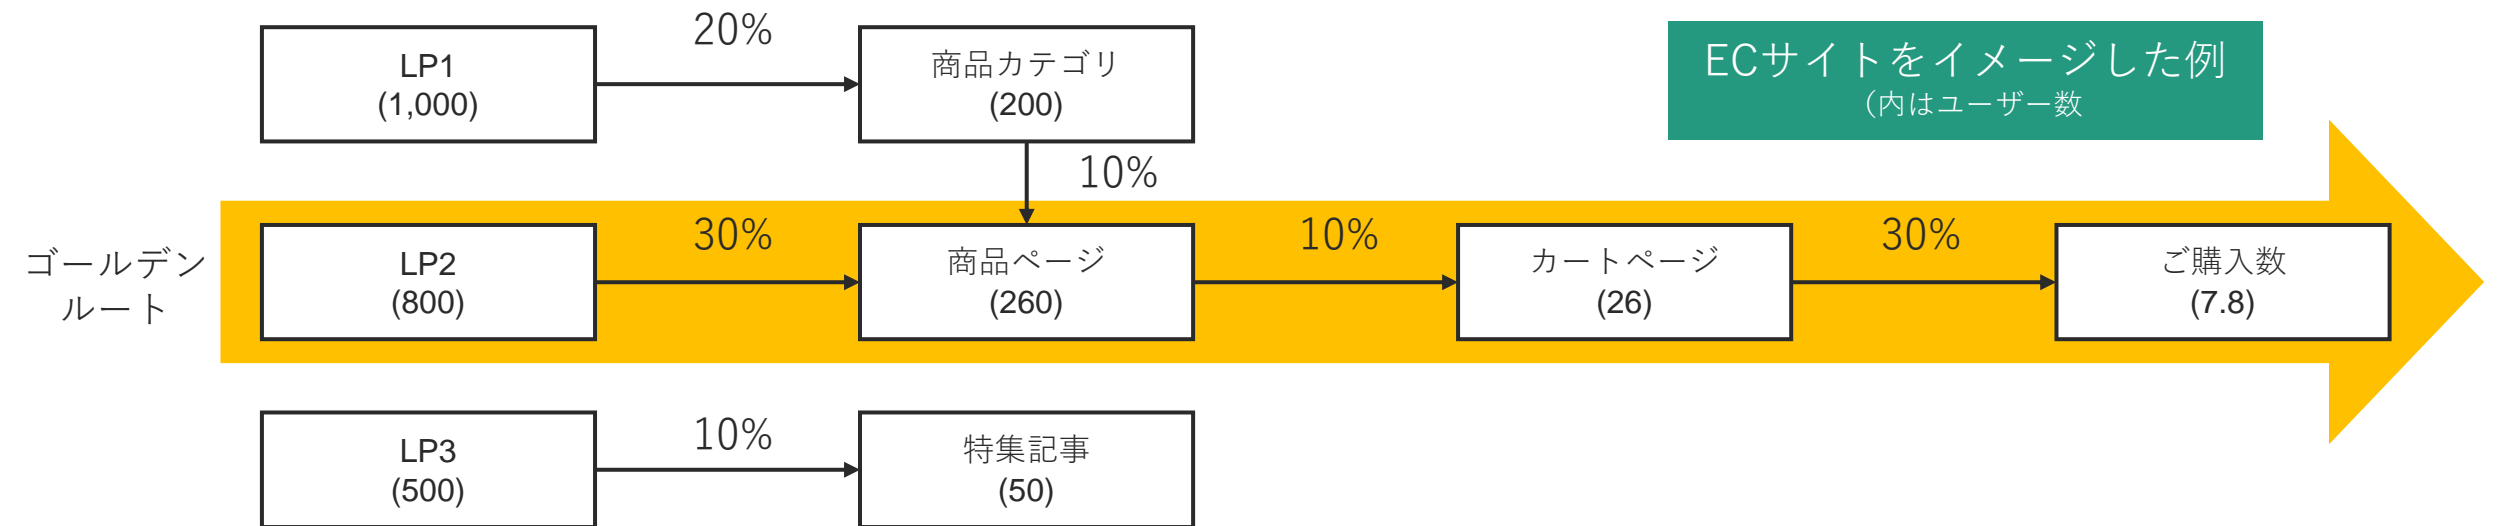 20%
LP1
(1,000)
商品カテゴリ
(200)
ECサイトをイメージした例
（内はユーザー数
10%
ゴールデン
ルート
30%
LP2
(800)
商品ページ
(260)
10%
カートページ
(26)
30%
ご購入数
(7.8)
10%
LP3
(500)
特集記事
(50)